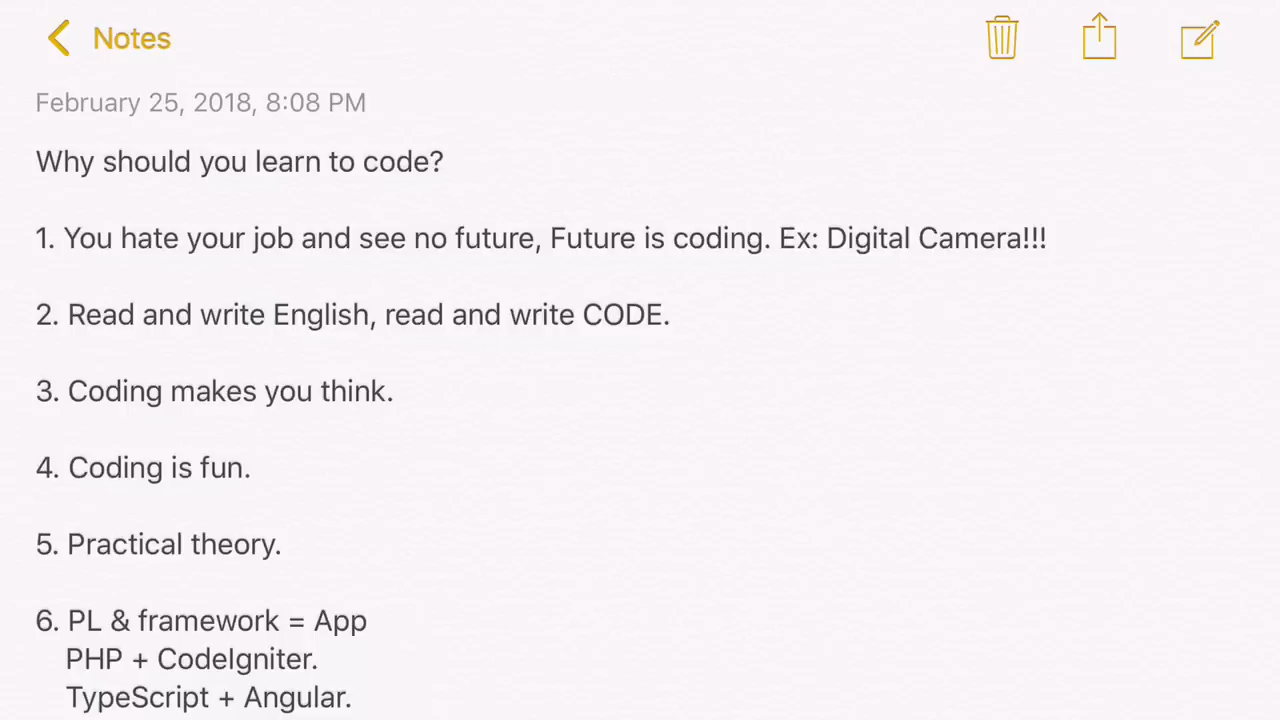 Notes
February 25, 2018, 8:08 PM
Why should you learn to code?
1. You hate your job and see no future, Future is coding. Ex: Digital Camera!!!
2. Read and write English, read and write CODE.
3. Coding makes you think.
4. Coding is fun.
5. Practical theory.
6. PL & framework = App
PHP + CodeIgniter.
TypeScript + Angular.